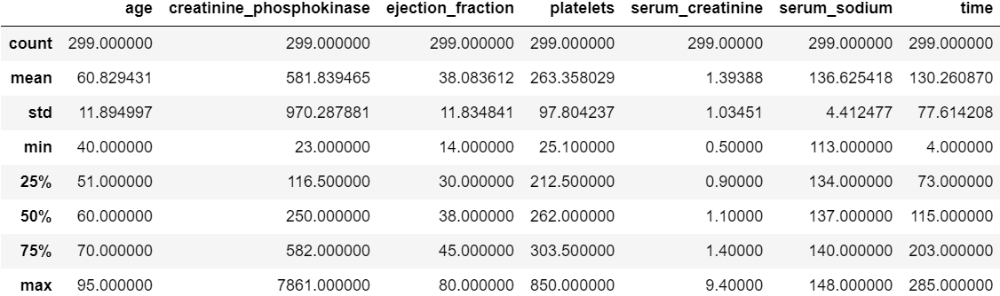 age creatinine_phosphokinase ejection_fraction platelets serum_creatinine serum_sodium time
count 299.000000 299.000000 299.000000 299.000000 299.00000 299.000000 299.000000
mean 60.829431 581.839465 38.083612 263.358029 1.39388 136.625418 130.260870
std 11.894997 970.287881 11.834841 97.804237 1.03451 4.412477 77.614208
min 40.000000 23.000000 14.000000 25.100000 0.50000 113.000000 4.000000
25% 51.000000 116.500000 30.000000 212.500000 0.90000 134.000000 73.000000
50% 60.000000 250.000000 38.000000 262.000000 1.10000 137.000000 115.000000
75% 70.000000 582.000000 45.000000 303.500000 1.40000 140.000000 203.000000
max 95.000000 7861.000000 80.000000 850.000000 9.40000 148.000000 285.000000